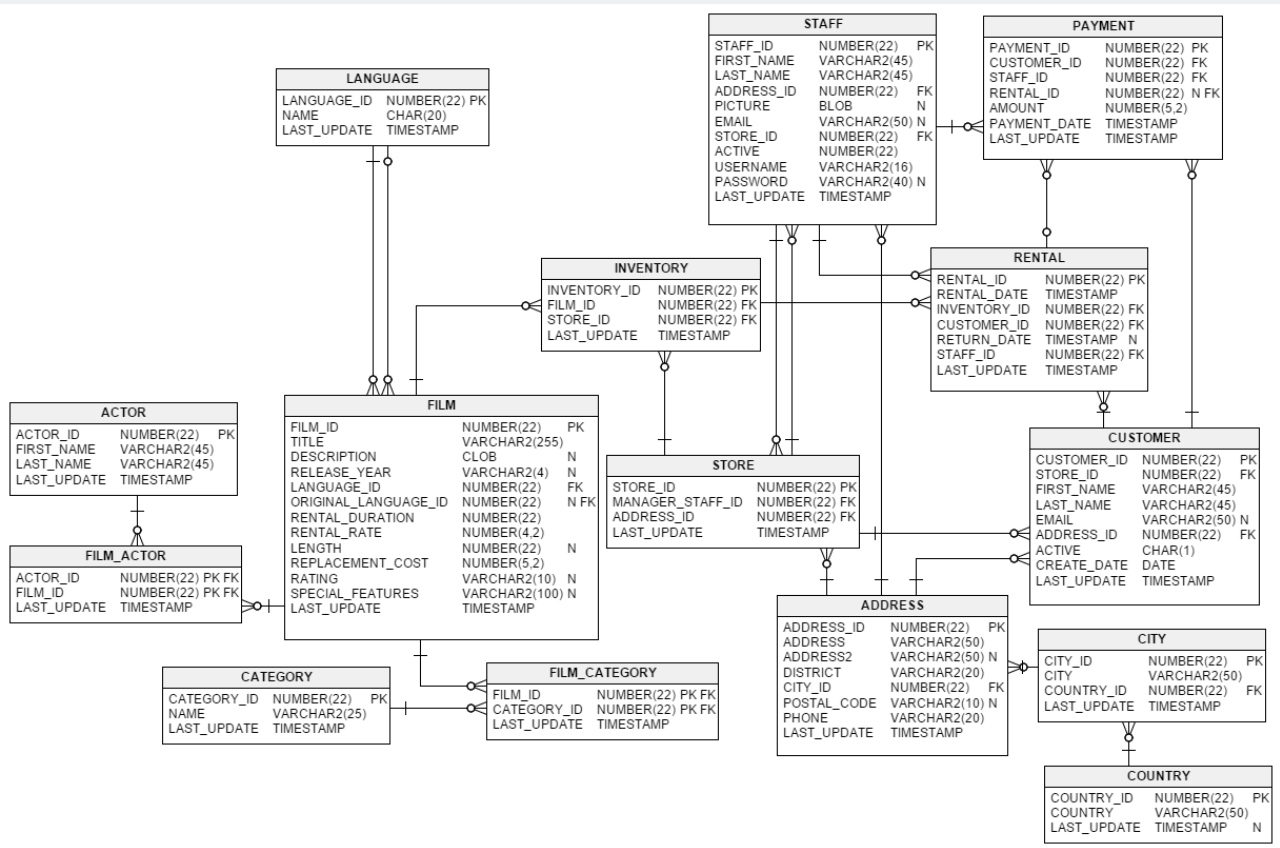 STAFF
STAFF_ID NUMBER(22) PK
FIRST_NAME VARCHAR2(45)
LAST_NAME VARCHAR2(45)
ADDRESS_ID NUMBER(22) FK
PICTURE BLOB N
EMAIL VARCHAR2(50) N
STORE_ID NUMBER(22) FK
ACTIVE NUMBER(22)
USERNAME VARCHAR2(16)
PASSWORD VARCHAR2(40) N
LAST_UPDATE TIMESTAMP
PAYMENT
PAYMENT_ID NUMBER(22) PK
CUSTOMER_ID NUMBER(22) FK
STAFF_ID NUMBER(22) FK
RENTAL_ID NUMBER(22) N FK
AMOUNT NUMBER(5,2)
PAYMENT_DATE TIMESTAMP
LAST_UPDATE TIMESTAMP
LANGUAGE
LANGUAGE_ID NUMBER(22) PK
NAME CHAR(20)
LAST_UPDATE TIMESTAMP
INVENTORY
INVENTORY_ID NUMBER(22) PK
FILM_ID NUMBER(22) FK
STORE_ID NUMBER(22) FK
LAST_UPDATE TIMESTAMP
RENTAL
RENTAL_ID NUMBER(22) PK
RENTAL_DATE TIMESTAMP
INVENTORY_ID NUMBER(22) FK
CUSTOMER_ID NUMBER(22) FK
RETURN_DATE TIMESTAMP N
STAFF_ID NUMBER(22) FK
LAST_UPDATE TIMESTAMP
ACTOR
ACTOR_ID NUMBER(22) PK
FIRST_NAME VARCHAR2(45)
LAST_NAME VARCHAR2(45)
LAST_UPDATE TIMESTAMP
FILM
FILM_ID NUMBER(22) PK
TITLE VARCHAR2(255)
DESCRIPTION CLOB N
RELEASE_YEAR VARCHAR2(4) N
LANGUAGE_ID NUMBER(22) FK
ORIGINAL_LANGUAGE_ID NUMBER(22) N FK
RENTAL_DURATION NUMBER(22)
RENTAL_RATE NUMBER(4,2)
LENGTH NUMBER(22) N
REPLACEMENT_COST NUMBER(5,2)
RATING VARCHAR2(10) N
SPECIAL_FEATURES VARCHAR2(100) N
LAST_UPDATE TIMESTAMP
STORE
STORE_ID NUMBER(22) PK
MANAGER_STAFF_ID NUMBER(22) FK
ADDRESS_ID NUMBER(22) FK
LAST_UPDATE TIMESTAMP
CUSTOMER
CUSTOMER_ID NUMBER(22) PK
STORE_ID NUMBER(22) FK
FIRST_NAME VARCHAR2(45)
LAST_NAME VARCHAR2(45)
EMAIL VARCHAR2(50) N
ADDRESS_ID NUMBER(22) FK
ACTIVE CHAR(1)
CREATE_DATE DATE
LAST_UPDATE TIMESTAMP
FILM_ACTOR
ACTOR_ID NUMBER(22) PK FK
FILM_ID NUMBER(22) PK FK
LAST_UPDATE TIMESTAMP
ADDRESS
ADDRESS_ID NUMBER(22) PK
ADDRESS VARCHAR2(50)
ADDRESS2 VARCHAR2(50) N
DISTRICT VARCHAR2(20)
CITY_ID NUMBER(22) FK
POSTAL_CODE VARCHAR2(10) N
PHONE VARCHAR2(20)
LAST_UPDATE TIMESTAMP
CITY
CITY_ID NUMBER(22) PK
CITY VARCHAR2(50)
COUNTRY_ID NUMBER(22) FK
LAST_UPDATE TIMESTAMP
CATEGORY
CATEGORY_ID NUMBER(22) PK
NAME VARCHAR2(25)
LAST_UPDATE TIMESTAMP
FILM_CATEGORY
FILM_ID NUMBER(22) PK FK
CATEGORY_ID NUMBER(22) PK FK
LAST_UPDATE TIMESTAMP
COUNTRY
COUNTRY_ID NUMBER(22) PK
COUNTRY VARCHAR2(50)
LAST_UPDATE TIMESTAMP N